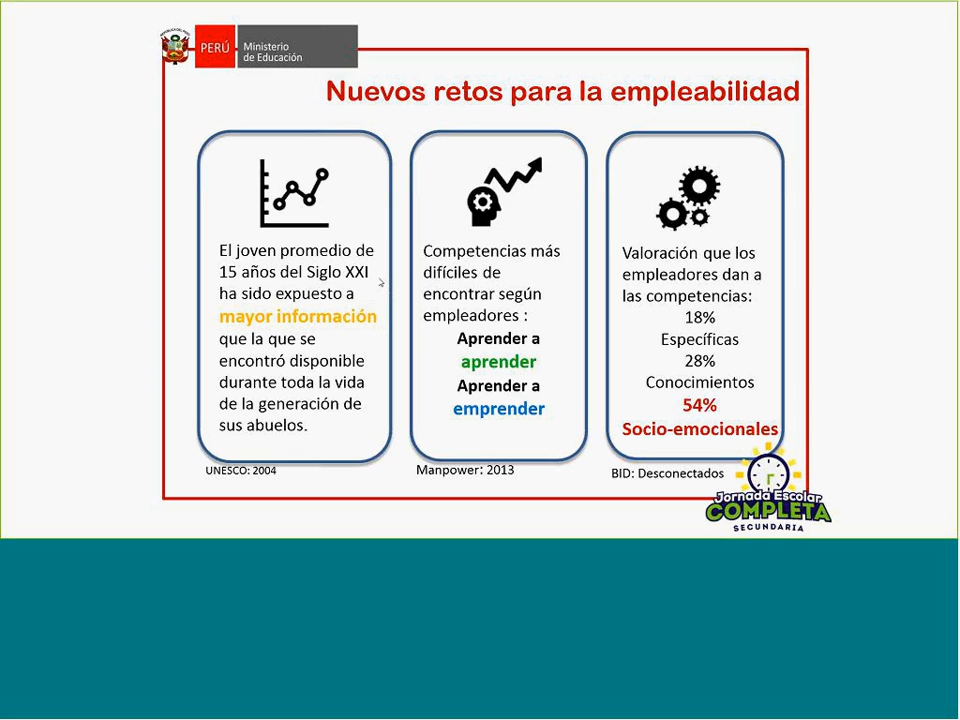 PERÚ
Ministerio
de Educación
Nuevos retos para la empleabilidad
El joven promedio de
15 años del Siglo XXI
ha sido expuesto a
mayor información
que la que se
encontró disponible
durante toda la vida
de la generación de
sus abuelos.
UNESCO: 2004
Competencias más
difíciles de
encontrar según
empleadores :
Aprender a
aprender
Aprender a
emprender
Manpower: 2013
Valoración que los
empleadores dan a
las competencias:
18%
Específicas
28%
Conocimientos
54%
Socio-emocionales
BID: Desconectados
Jornada Escolar
COMPLETA
SECUNDARIA